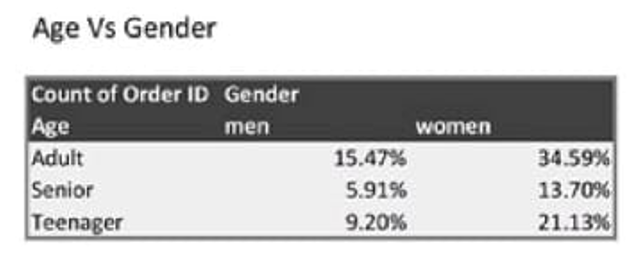 Age Vs Gender
Count of Order ID Gender
Age men women
Adult 15.47% 34.59%
Senior 5.91% 13.70%
Teenager 9.20% 21.13%